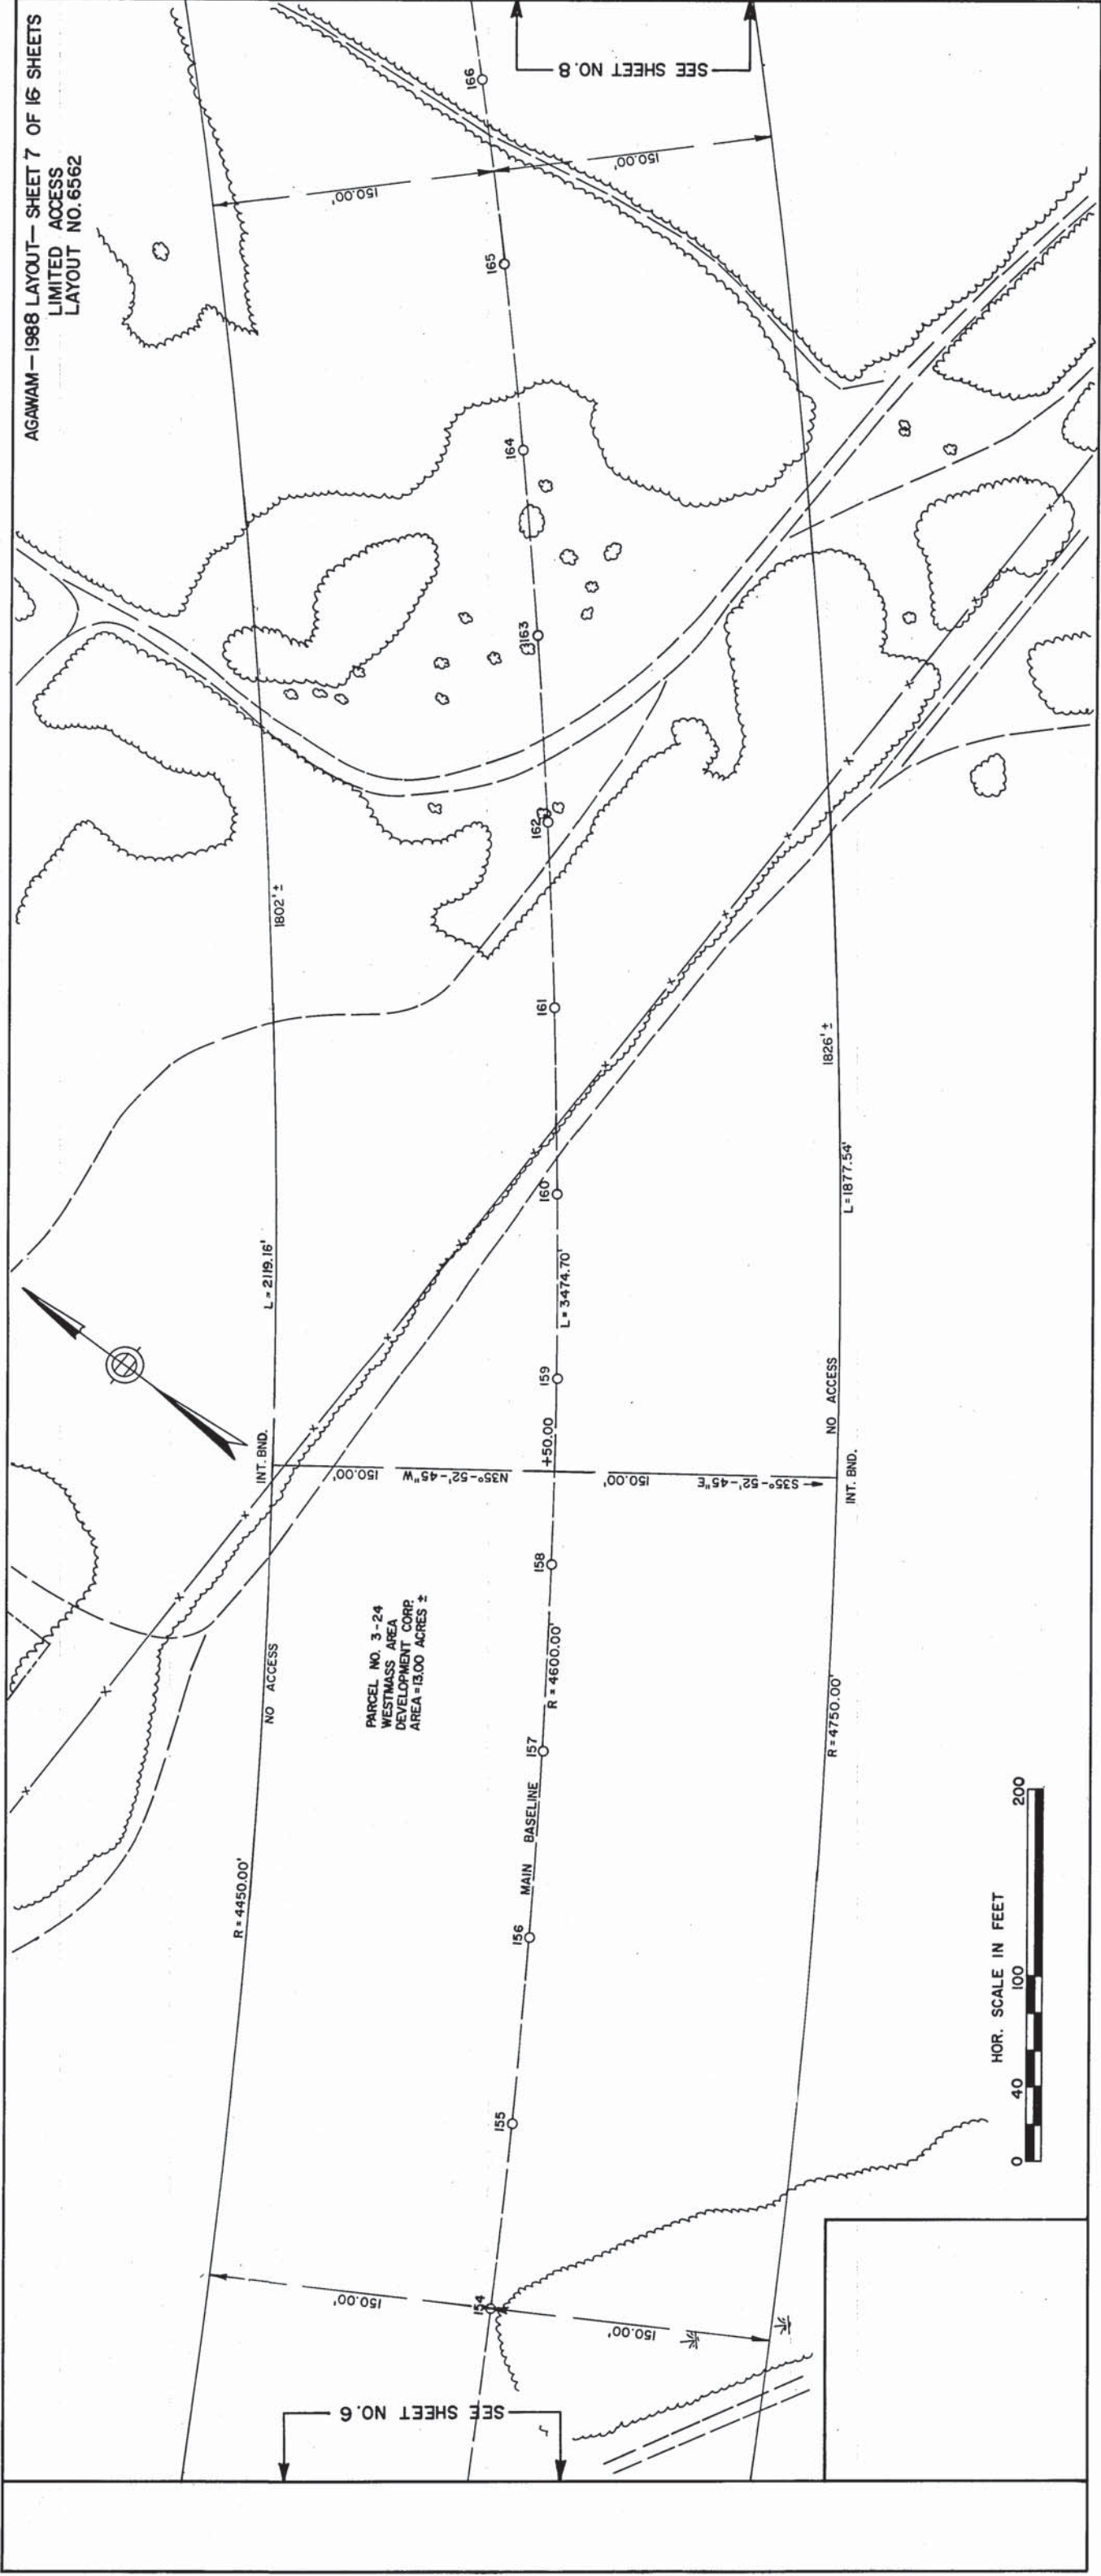 AGAWAM—1988 LAYOUT—SHEET 7 OF 16 SHEETS
LIMITED ACCESS
LAYOUT NO. 6562
SEE SHEET NO. 6
SEE SHEET NO. 8
150.00'
150.00'
150.00'
150.00'
R = 4450.00'
NO ACCESS
INT. BND.
L = 2119.16'
1802' ±
PARCEL NO. 3-24
WESTMASS AREA
DEVELOPMENT CORP.
AREA = 13.00 ACRES ±
N35°-52'-45"W
150.00'
154
155
156
MAIN BASELINE
157
R = 4600.00'
158
+50.00
159
L = 3474.70'
160
161
162
163
164
165
166
150.00'
S35°-52'-45"E
R = 4750.00'
INT. BND.
NO ACCESS
L = 1877.54'
1826' ±
HOR. SCALE IN FEET
0 40 100 200